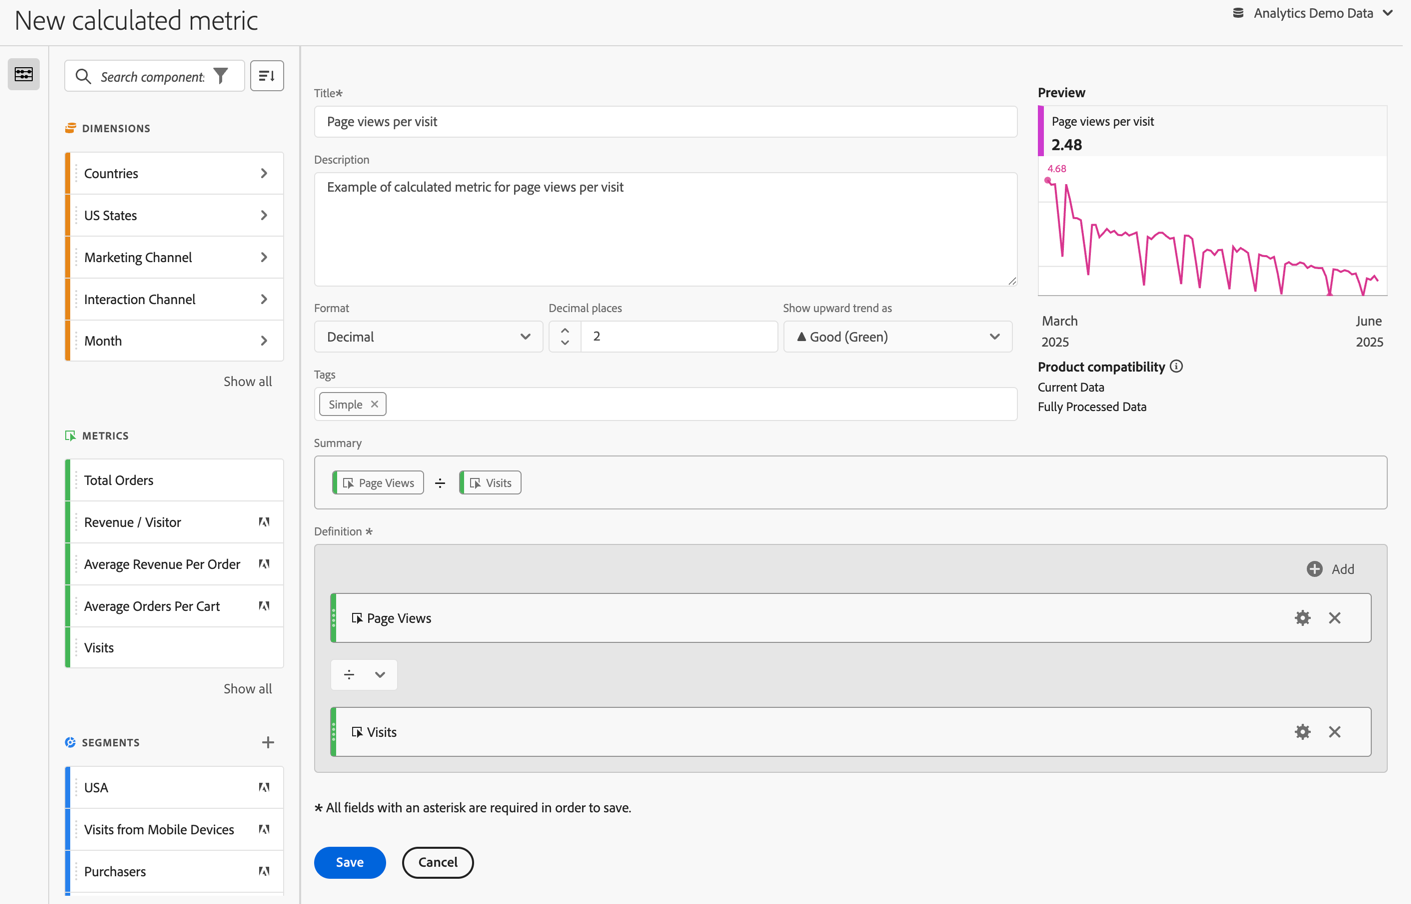 New calculated metric
Analytics Demo Data
Search component:
DIMENSIONS
Countries
US States
Marketing Channel
Interaction Channel
Month
Show all
METRICS
Total Orders
Revenue / Visitor
Average Revenue Per Order
Average Orders Per Cart
Visits
Show all
SEGMENTS
USA
Visits from Mobile Devices
Purchasers
Title*
Page views per visit
Description
Example of calculated metric for page views per visit
Format
Decimal places
Show upward trend as
Decimal
2
Good (Green)
Tags
Simple
Summary
Page Views ÷ Visits
Definition *
Add
Page Views
÷
Visits
* All fields with an asterisk are required in order to save.
Save
Cancel
Preview
Page views per visit
2.48
4.68
March
2025
June
2025
Product compatibility
Current Data
Fully Processed Data